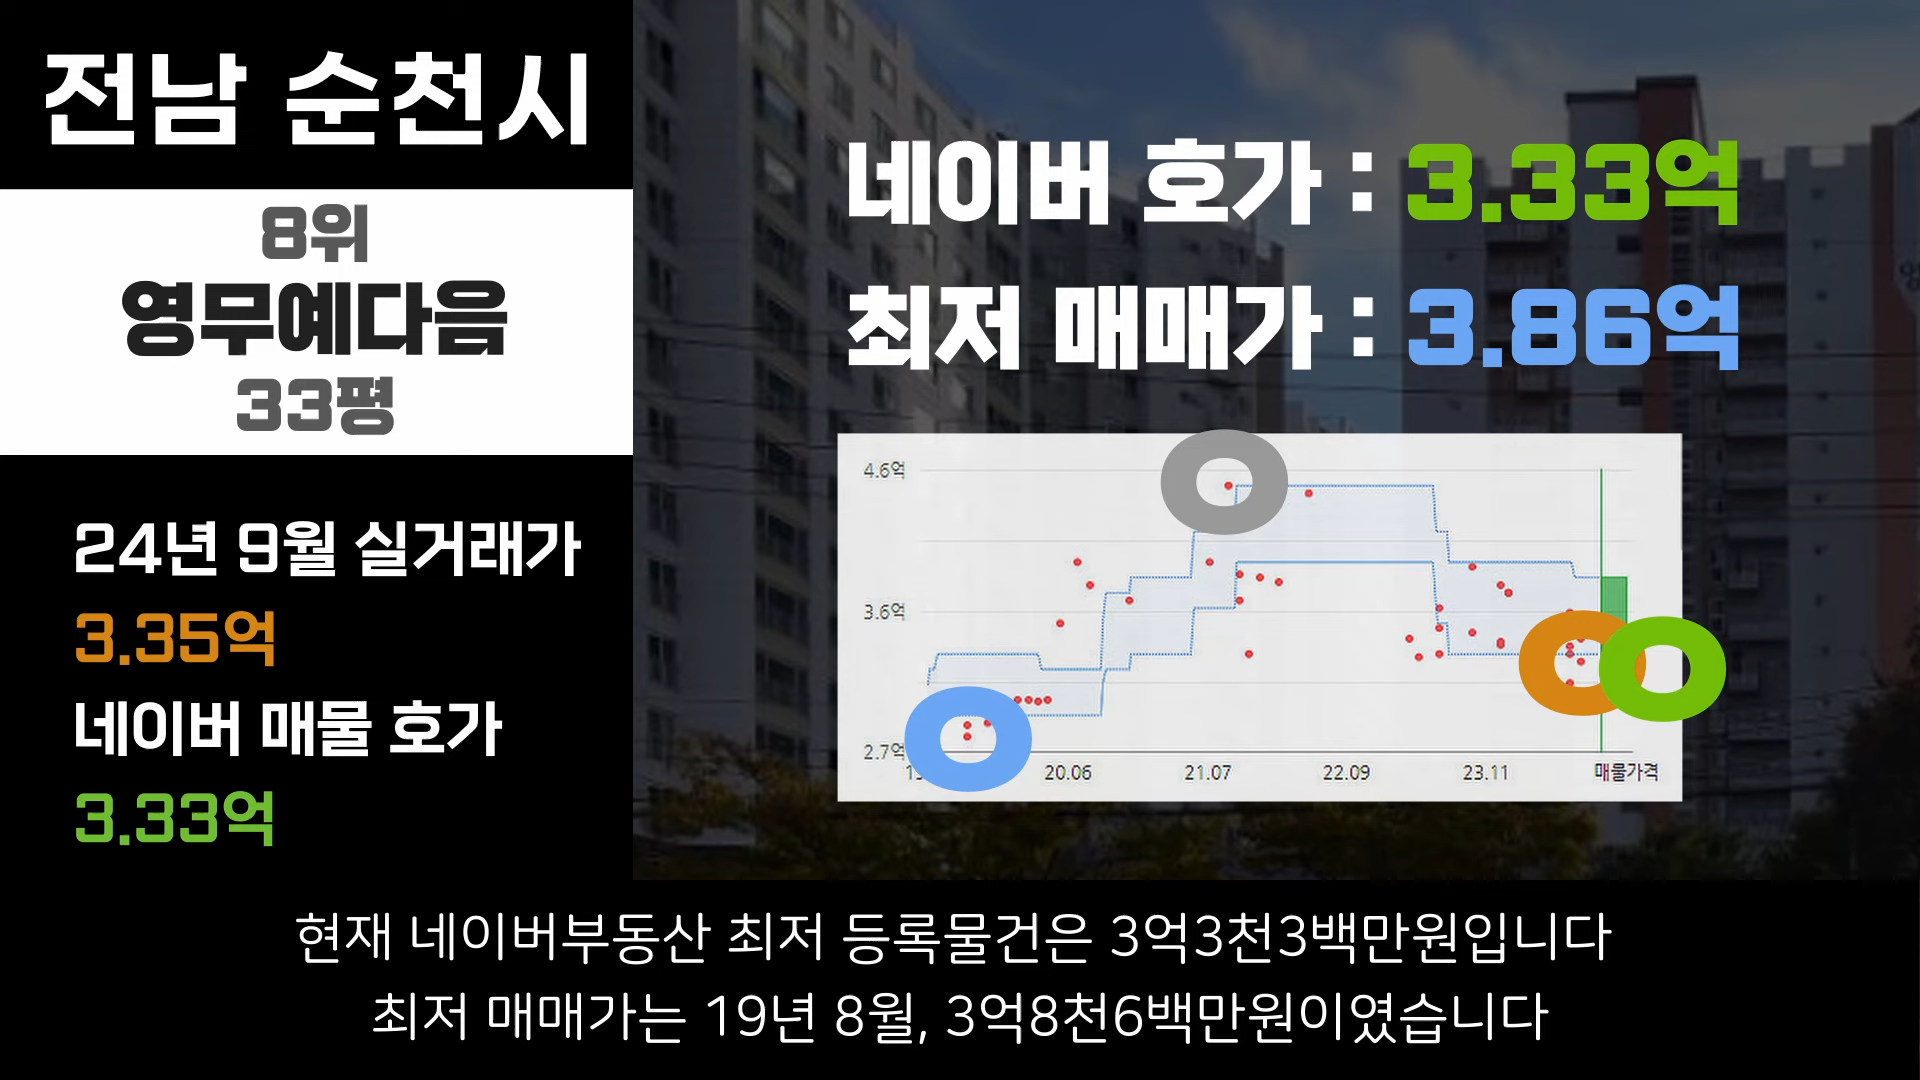 전남 순천시
8위
영무예다음
33평
24년 9월 실거래가
3.35억
네이버 매물 호가
3.33억
네이버 호가 : 3.33억
최저 매매가 : 3.86억
4.6억
3.6억
2.7억
20.06
21.07
22.09
23.11
매물가격
현재 네이버부동산 최저 등록물건은 3억3천3백만원입니다
최저 매매가는 19년 8월, 3억8천6백만원이였습니다